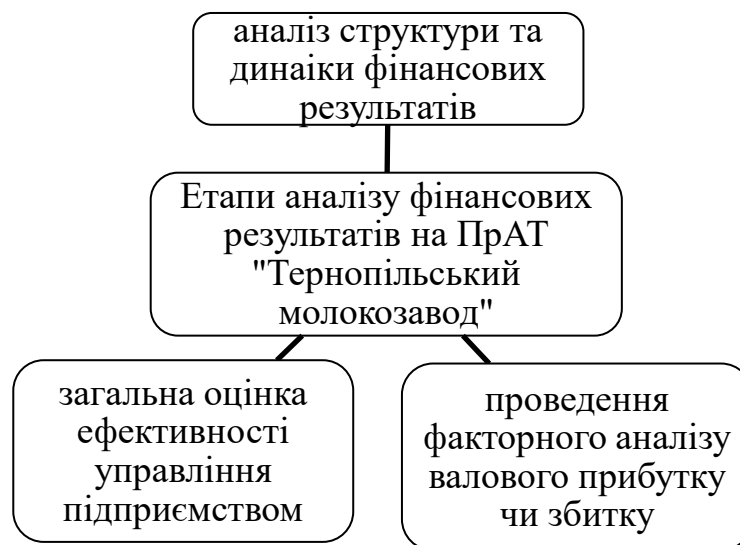 аналіз структури та
динаіки фінансових
результатів
Етапи аналізу фінансових
результатів на ПрАТ
"Тернопільський
молокозавод"
загальна оцінка
ефективності
управління
підприємством
проведення
факторного аналізу
валового прибутку
чи збитку